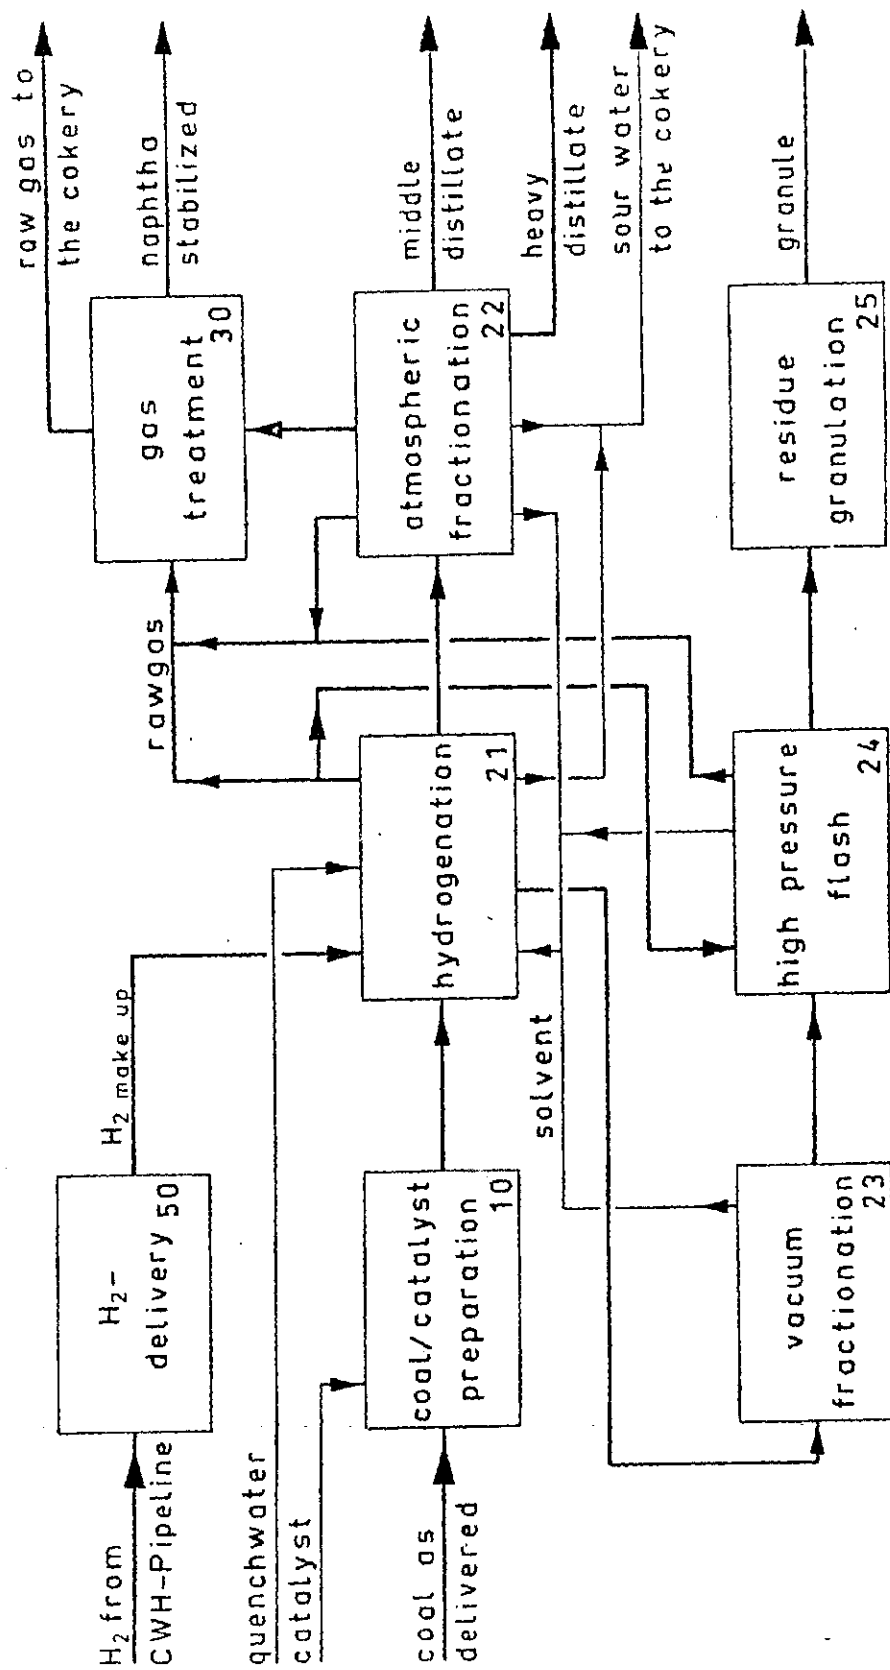 H2 from
CWH-Pipeline
H2-
delivery
50
H2 make up
rawgas
gas
treatment
30
raw gas to
the cokery
naphtha
stabilized
quenchwater
catalyst
coal as
delivered
coal/catalyst
preparation
10
hydrogenation
21
atmospheric
fractionation
22
middle
distillate
heavy
distillate
sour water
to the cokery
solvent
vacuum
fractionation
23
high pressure
flash
24
residue
granulation
25
granule